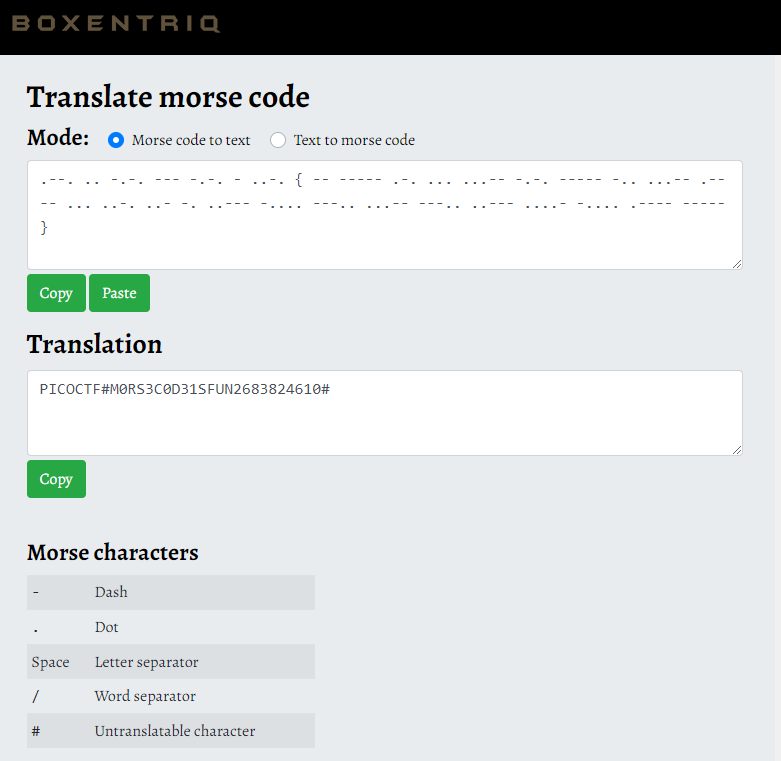 BOXENTRIQ
Translate morse code
Mode: Morse code to text Text to morse code
.--. .. -.-. --- -.-. - ..-. { -- ----- .-. ... ...-- -.-. ----- -.. ...-- .--
-- ... ..-. ..- -. ..--- -.... ---.. ...-- ---.. ..--- ....- -.... .---- -----
}
Copy Paste
Translation
PICOCTF#M0RS3C0D31SFUN2683824610#
Copy
Morse characters
- Dash
. Dot
Space Letter separator
/ Word separator
# Untranslatable character